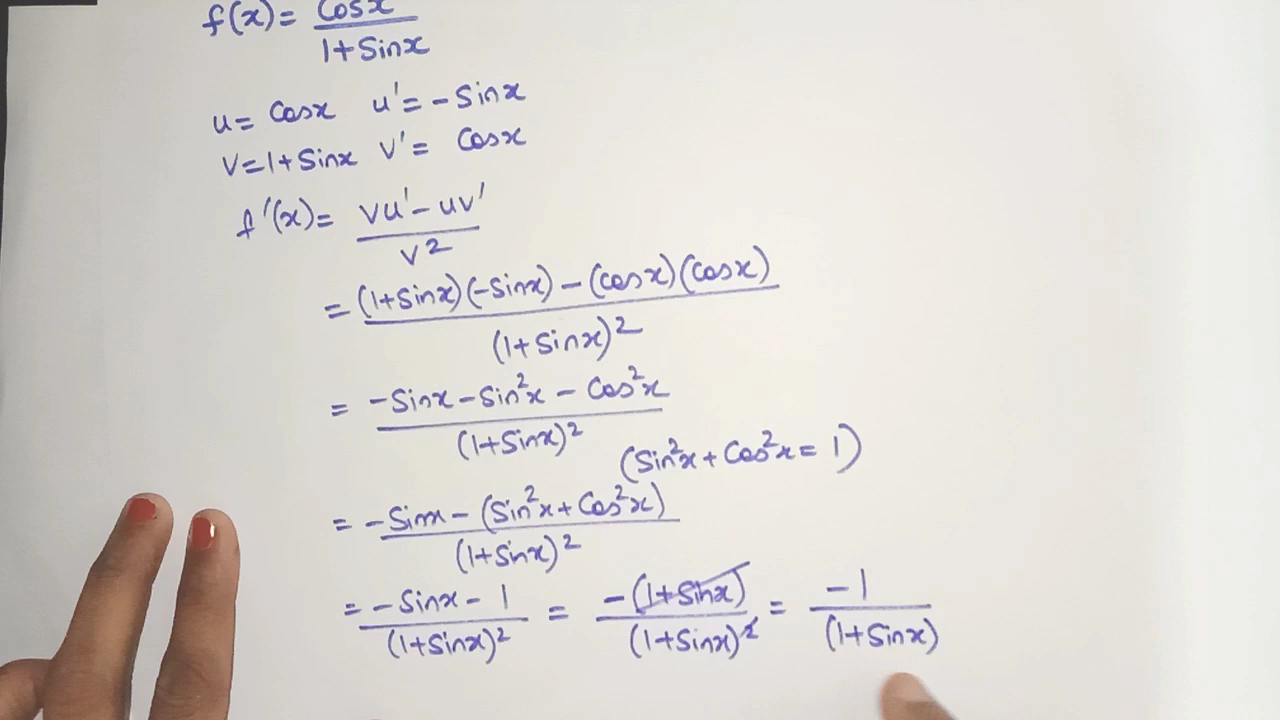 f(x) = cosx / 1+Sinx
u = cosx u' = -Sinx
V = 1+Sinx V' = cosx
f'(x) = Vu' - uv' / v²
= (1+Sinx)(-Sinx) - (cosx)(cosx) / (1+Sinx)²
= -Sinx - Sin²x - Cos²x / (1+Sinx)²
(Sin²x + Cos²x = 1)
= -Sinx - (Sin²x + Cos²x) / (1+Sinx)²
= -Sinx - 1 / (1+Sinx)² = -(1+Sinx) / (1+Sinx)² = -1 / (1+Sinx)